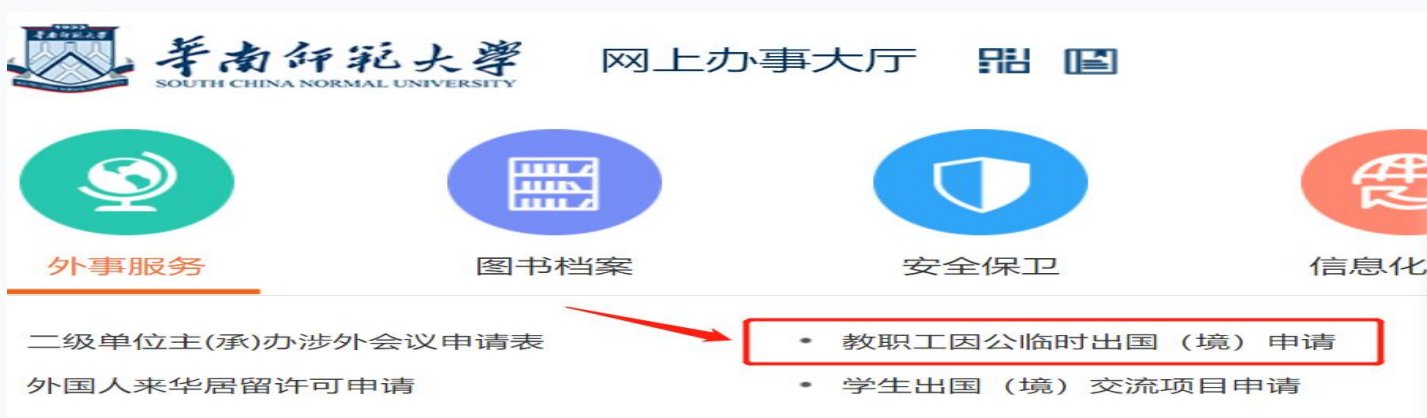 1933
華南師範大學
SOUTH CHINA NORMAL UNIVERSITY
网上办事大厅
外事服务
图书档案
安全保卫
信息化
二级单位主(承)办涉外会议申请表
• 教职工因公临时出国（境）申请
外国人来华居留许可申请
• 学生出国（境）交流项目申请